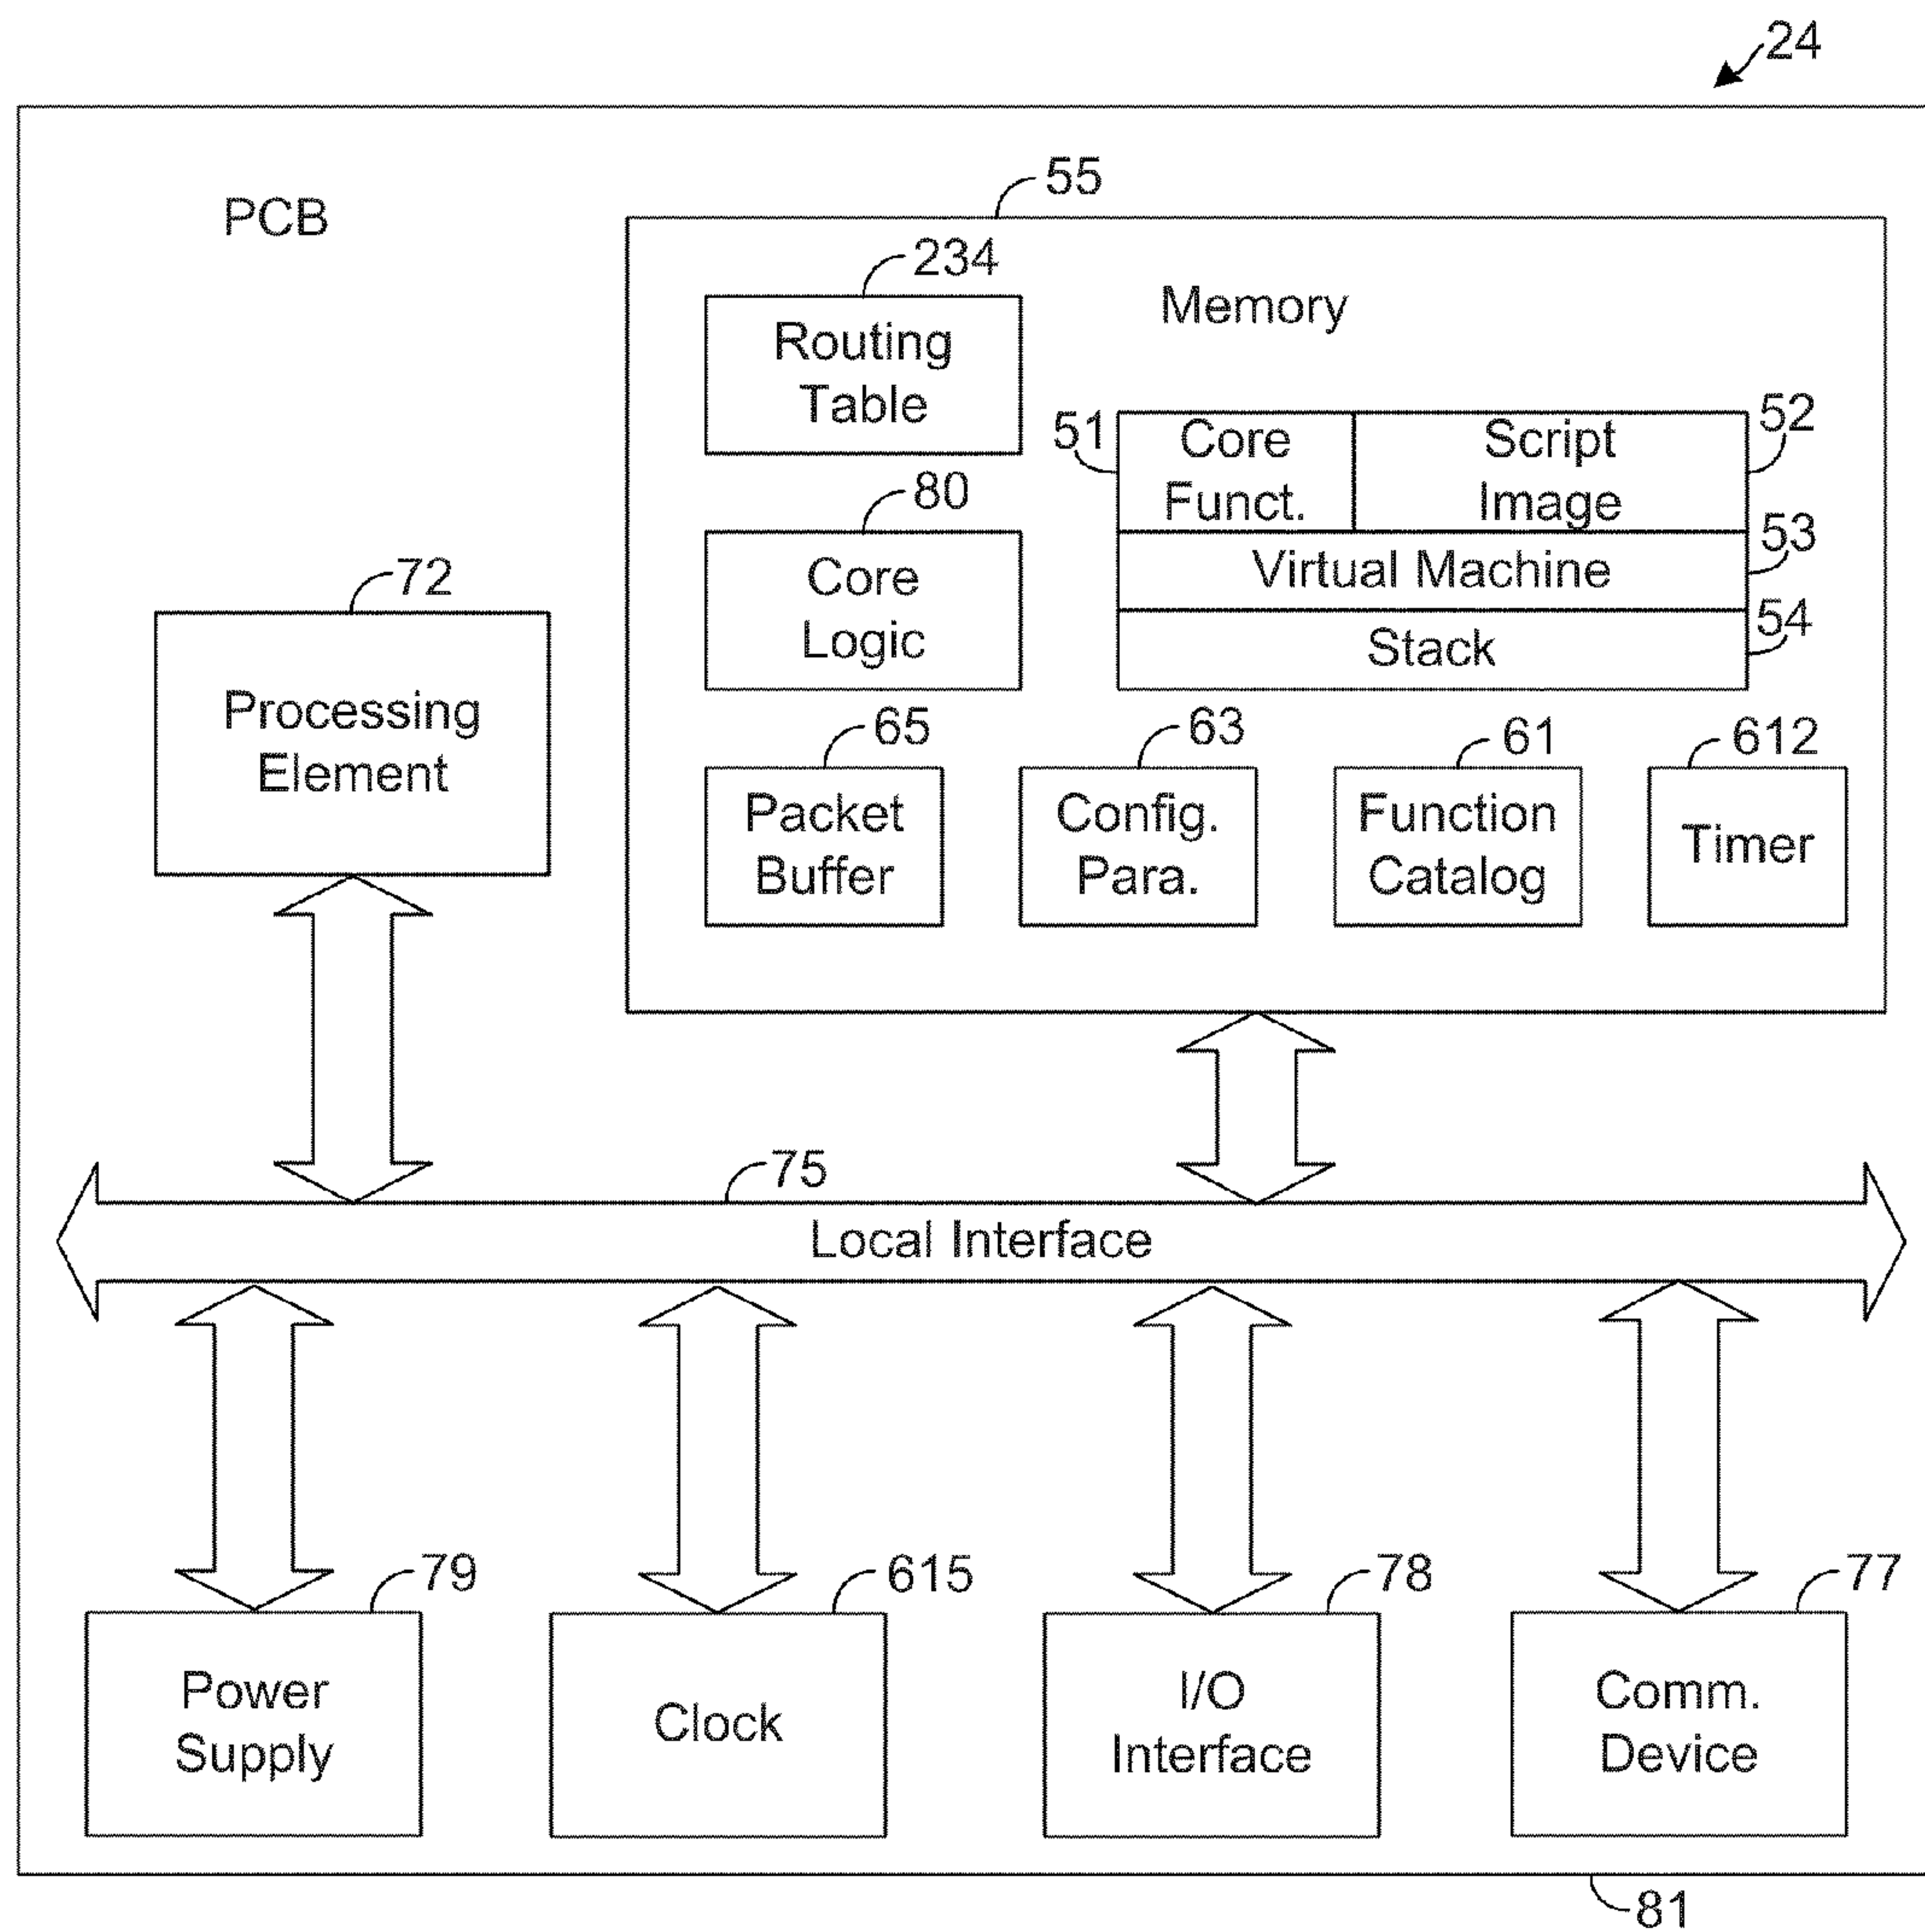 24
PCB
55
234
Memory
Routing
Table
51
Core
Funct.
Script
Image
52
80
Core
Logic
Virtual Machine
53
Stack
54
72
Processing
Element
65
Packet
Buffer
63
Config.
Para.
61
Function
Catalog
612
Timer
75
Local Interface
79
Power
Supply
615
Clock
78
I/O
Interface
77
Comm.
Device
81